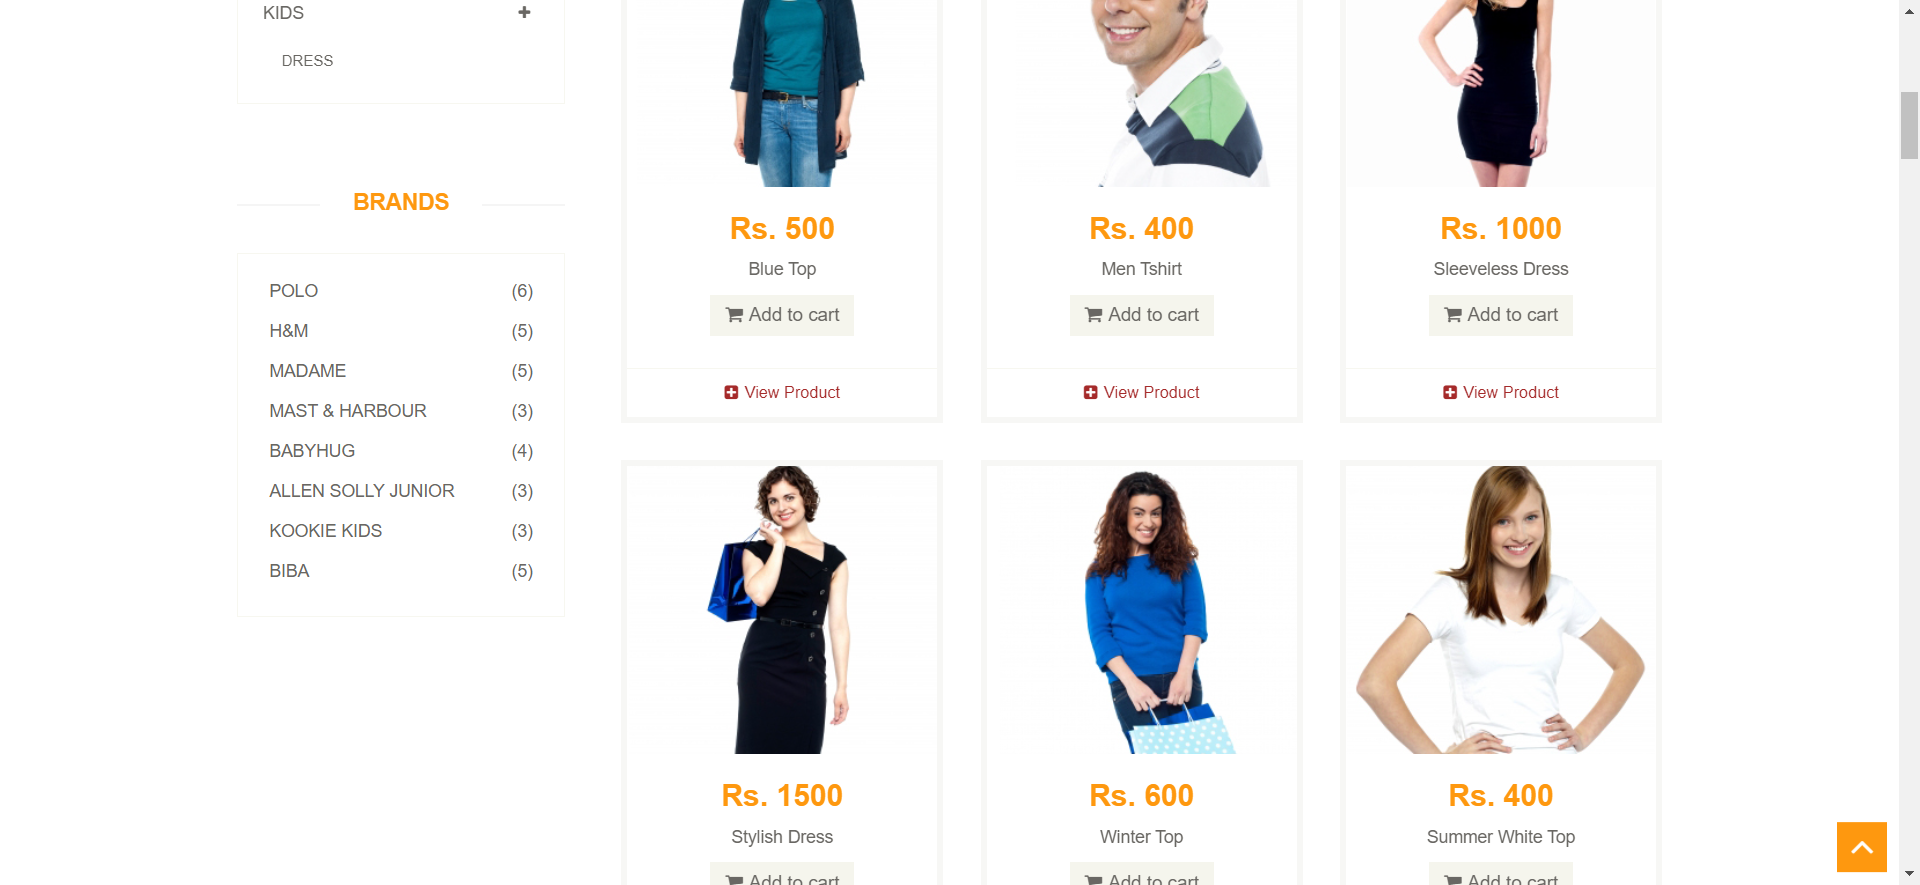 KIDS
DRESS
BRANDS
POLO (6)
H&M (5)
MADAME (5)
MAST & HARBOUR (3)
BABYHUG (4)
ALLEN SOLLY JUNIOR (3)
KOOKIE KIDS (3)
BIBA (5)
Rs. 500
Blue Top
Add to cart
View Product
Rs. 400
Men Tshirt
Add to cart
View Product
Rs. 1000
Sleeveless Dress
Add to cart
View Product
Rs. 1500
Stylish Dress
Add to cart
Rs. 600
Winter Top
Add to cart
Rs. 400
Summer White Top
Add to cart